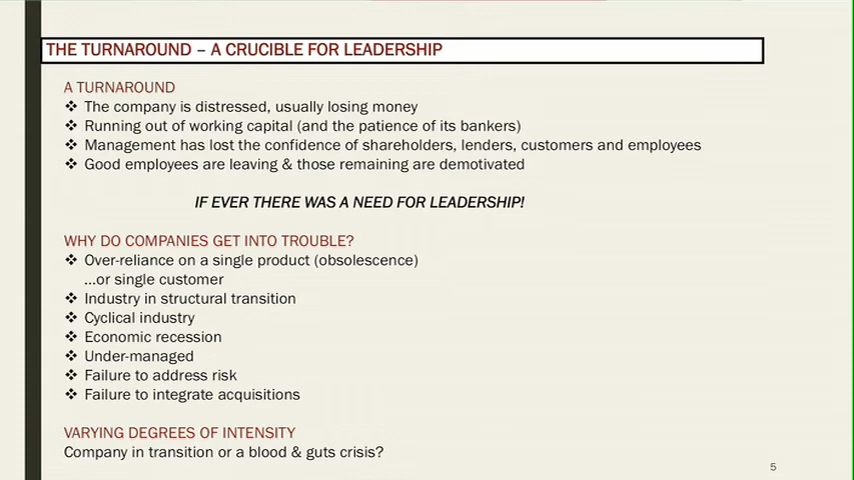 THE TURNAROUND – A CRUCIBLE FOR LEADERSHIP
A TURNAROUND
❖ The company is distressed, usually losing money
❖ Running out of working capital (and the patience of its bankers)
❖ Management has lost the confidence of shareholders, lenders, customers and employees
❖ Good employees are leaving & those remaining are demotivated
IF EVER THERE WAS A NEED FOR LEADERSHIP!
WHY DO COMPANIES GET INTO TROUBLE?
❖ Over-reliance on a single product (obsolescence)
...or single customer
❖ Industry in structural transition
❖ Cyclical industry
❖ Economic recession
❖ Under-managed
❖ Failure to address risk
❖ Failure to integrate acquisitions
VARYING DEGREES OF INTENSITY
Company in transition or a blood & guts crisis?
5